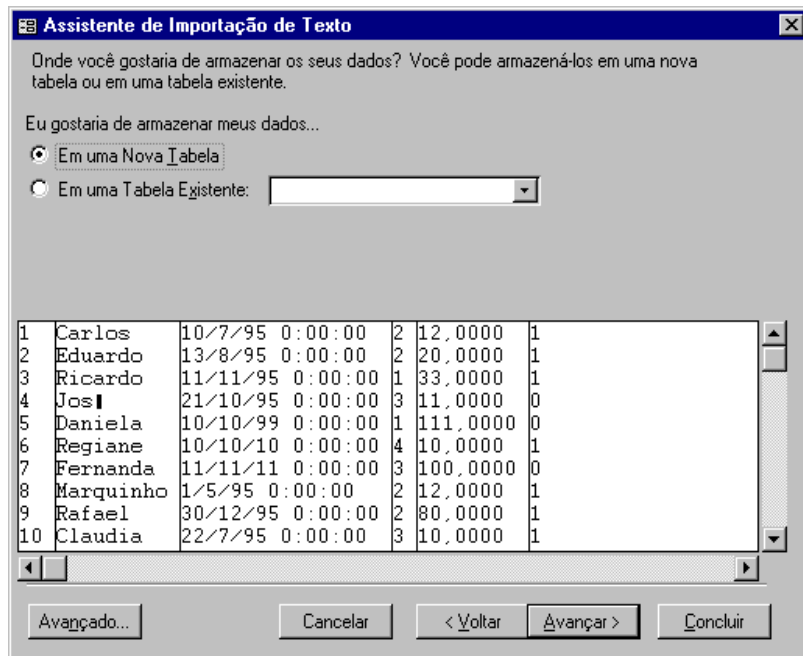 Assistente de Importação de Texto
Onde você gostaria de armazenar os seus dados? Você pode armazená-los em uma nova
tabela ou em uma tabela existente.
Eu gostaria de armazenar meus dados...
Em uma Nova Tabela
Em uma Tabela Existente:
1 Carlos 10/7/95 0:00:00 2 12,0000 1
2 Eduardo 13/8/95 0:00:00 2 20,0000 1
3 Ricardo 11/11/95 0:00:00 1 33,0000 1
4 Jos▮ 21/10/95 0:00:00 3 11,0000 0
5 Daniela 10/10/99 0:00:00 1 111,0000 0
6 Regiane 10/10/10 0:00:00 4 10,0000 1
7 Fernanda 11/11/11 0:00:00 3 100,0000 0
8 Marquinho 1/5/95 0:00:00 2 12,0000 1
9 Rafael 30/12/95 0:00:00 2 80,0000 1
10 Claudia 22/7/95 0:00:00 3 10,0000 1
Avançado... Cancelar < Voltar Avançar > Concluir